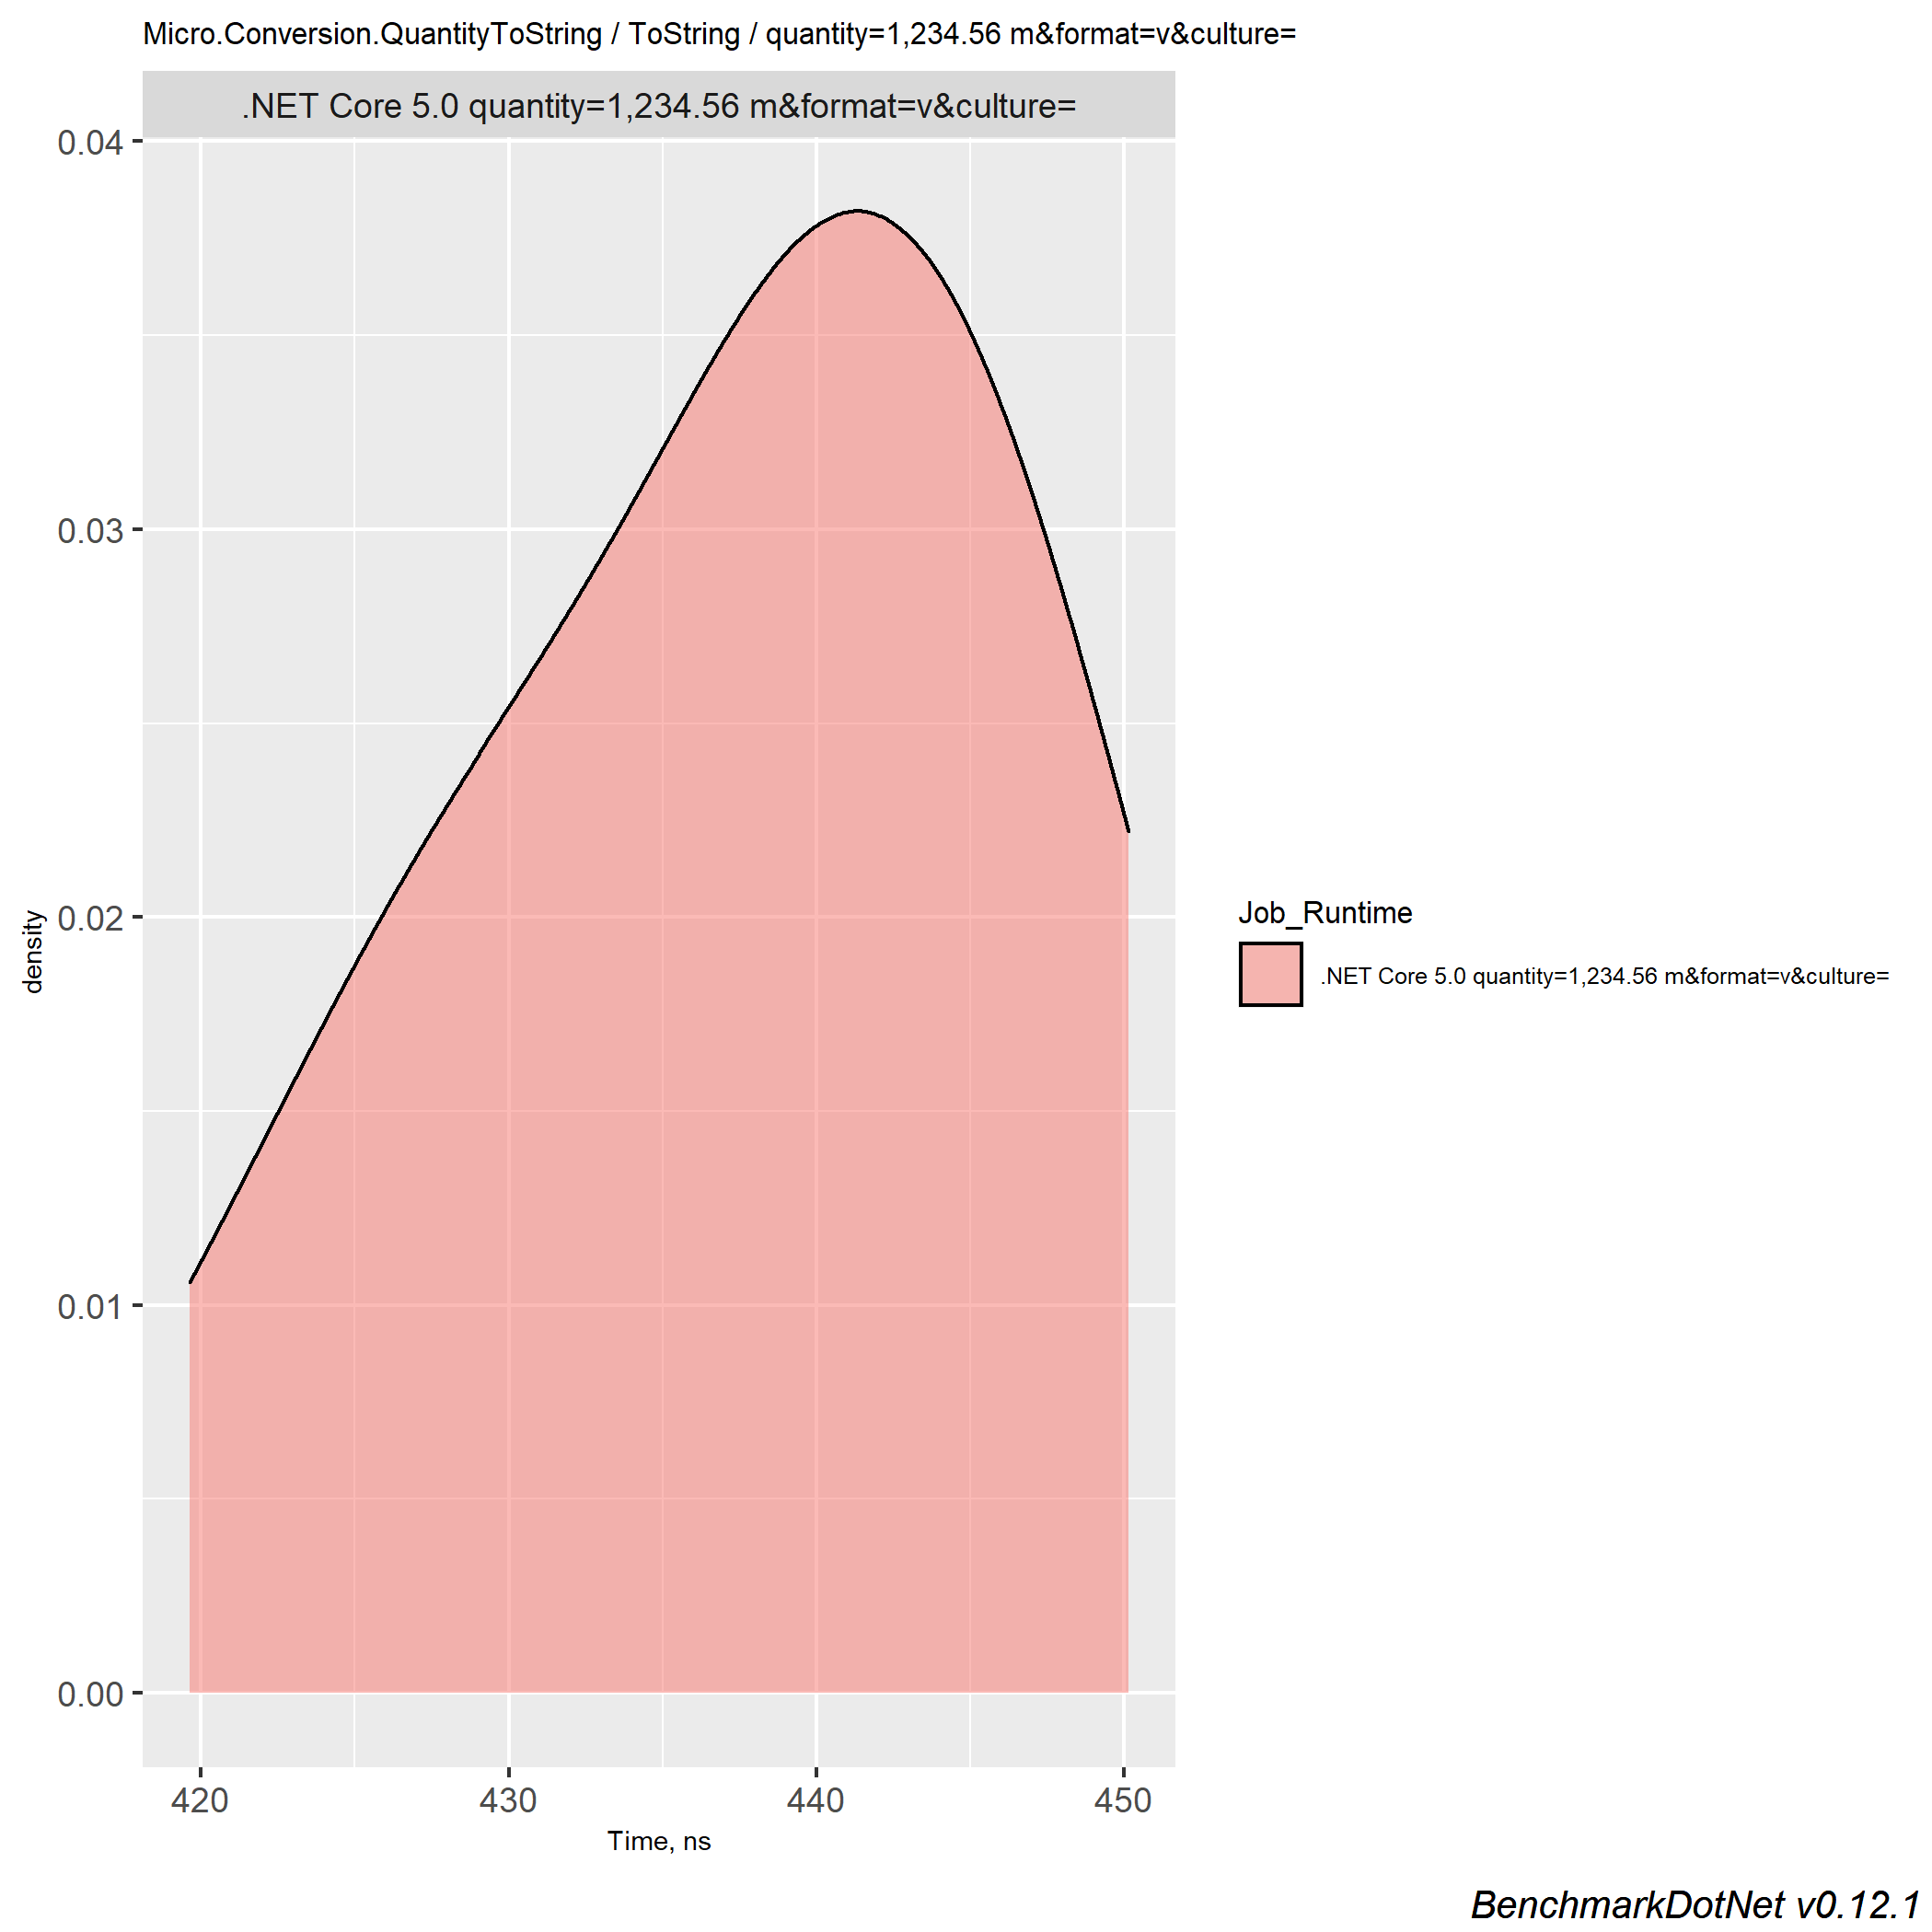 Micro.Conversion.QuantityToString / ToString / quantity=1,234.56 m&format=v&culture=
.NET Core 5.0 quantity=1,234.56 m&format=v&culture=
0.04
0.03
0.02
0.01
0.00
density
420 430 440 450
Time, ns
Job_Runtime
.NET Core 5.0 quantity=1,234.56 m&format=v&culture=
BenchmarkDotNet v0.12.1